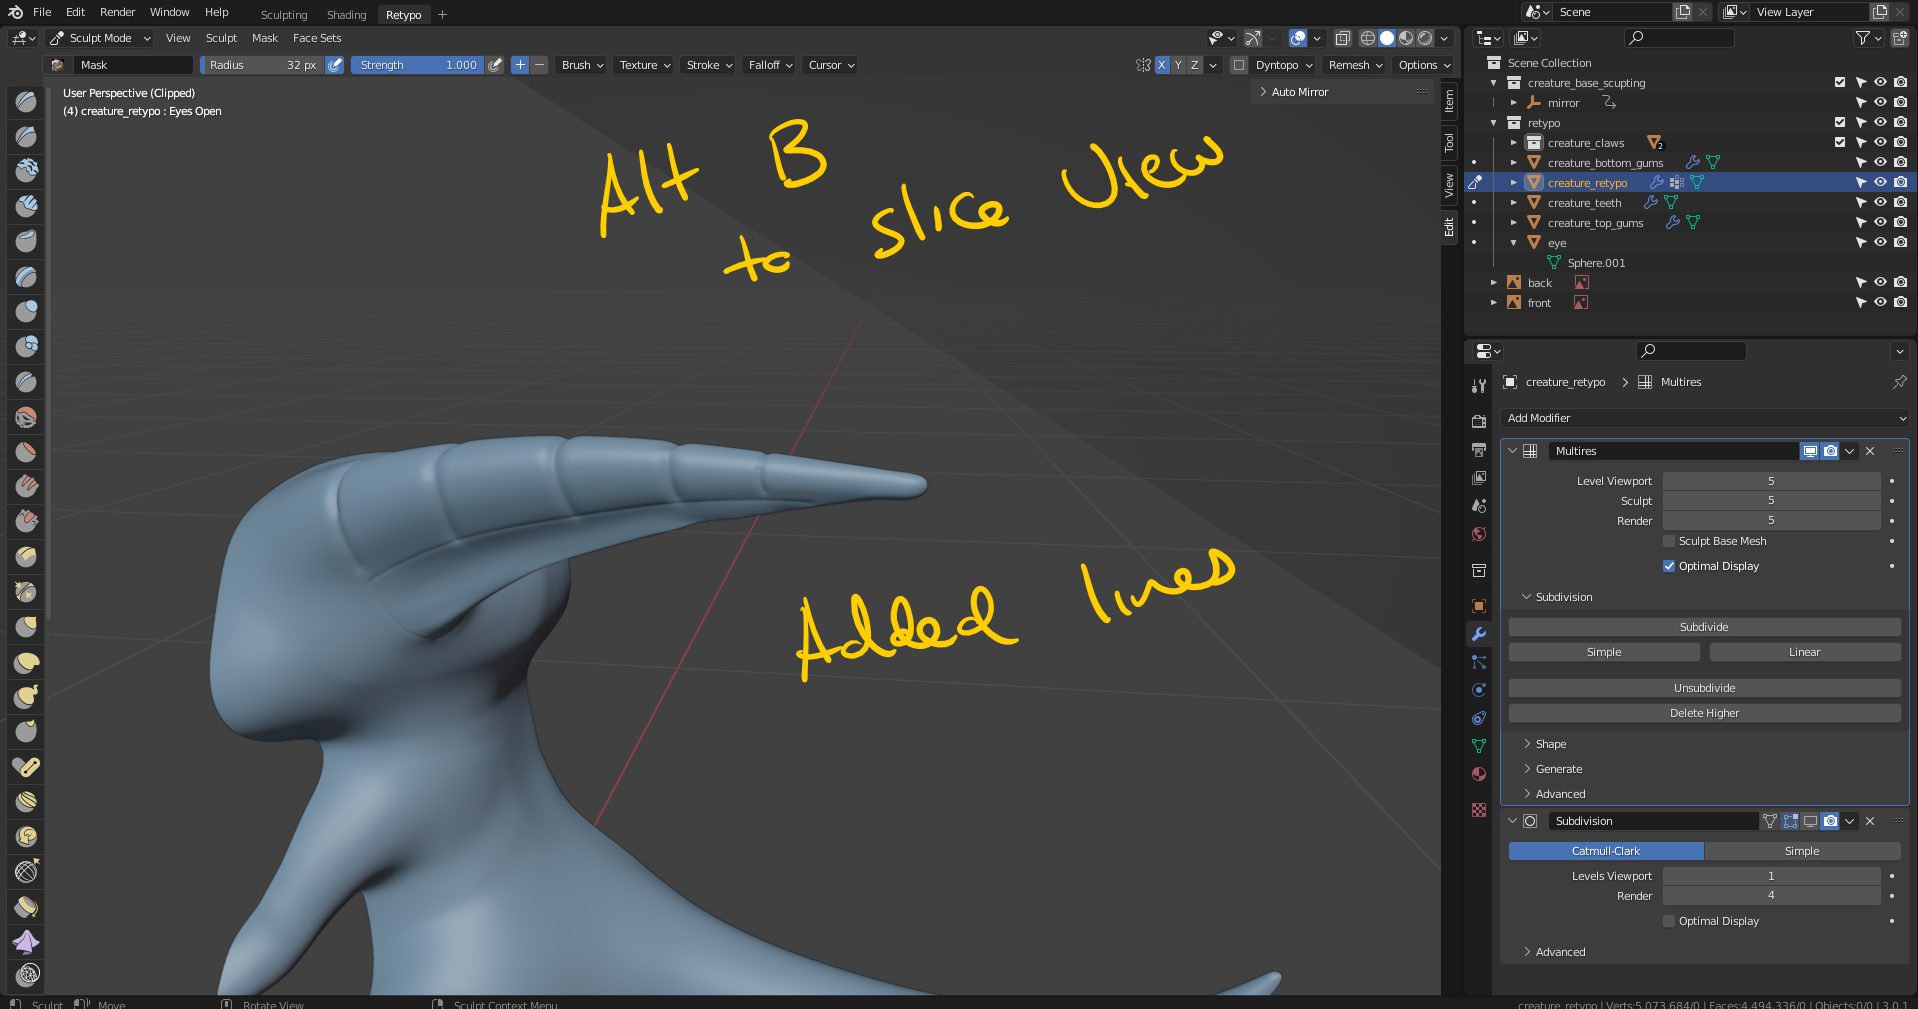 File Edit Render Window Help Sculpting Shading Retypo + Scene View Layer
Sculpt Mode View Sculpt Mask Face Sets
Mask Radius 32 px Strength 1.000 + − Brush Texture Stroke Falloff Cursor X Y Z Dyntopo Remesh Options
User Perspective (Clipped)
(4) creature_retypo : Eyes Open
Auto Mirror
Item
Tool
View
Edit
Alt B
to slice view
Added lines
Scene Collection
creature_base_scupting
mirror
retypo
creature_claws 2
creature_bottom_gums
creature_retypo
creature_teeth
creature_top_gums
eye
Sphere.001
back
front
creature_retypo > Multires
Add Modifier
Multires
Level Viewport 5
Sculpt 5
Render 5
Sculpt Base Mesh
Optimal Display
Subdivision
Subdivide
Simple Linear
Unsubdivide
Delete Higher
Shape
Generate
Advanced
Subdivision
Catmull-Clark Simple
Levels Viewport 1
Render 4
Optimal Display
Advanced
Sculpt Move Rotate View Sculpt Context Menu creature_retypo | Verts:5,073,684/0 | Faces:4,494,336/0 | Objects:0/0 | 3.0.1